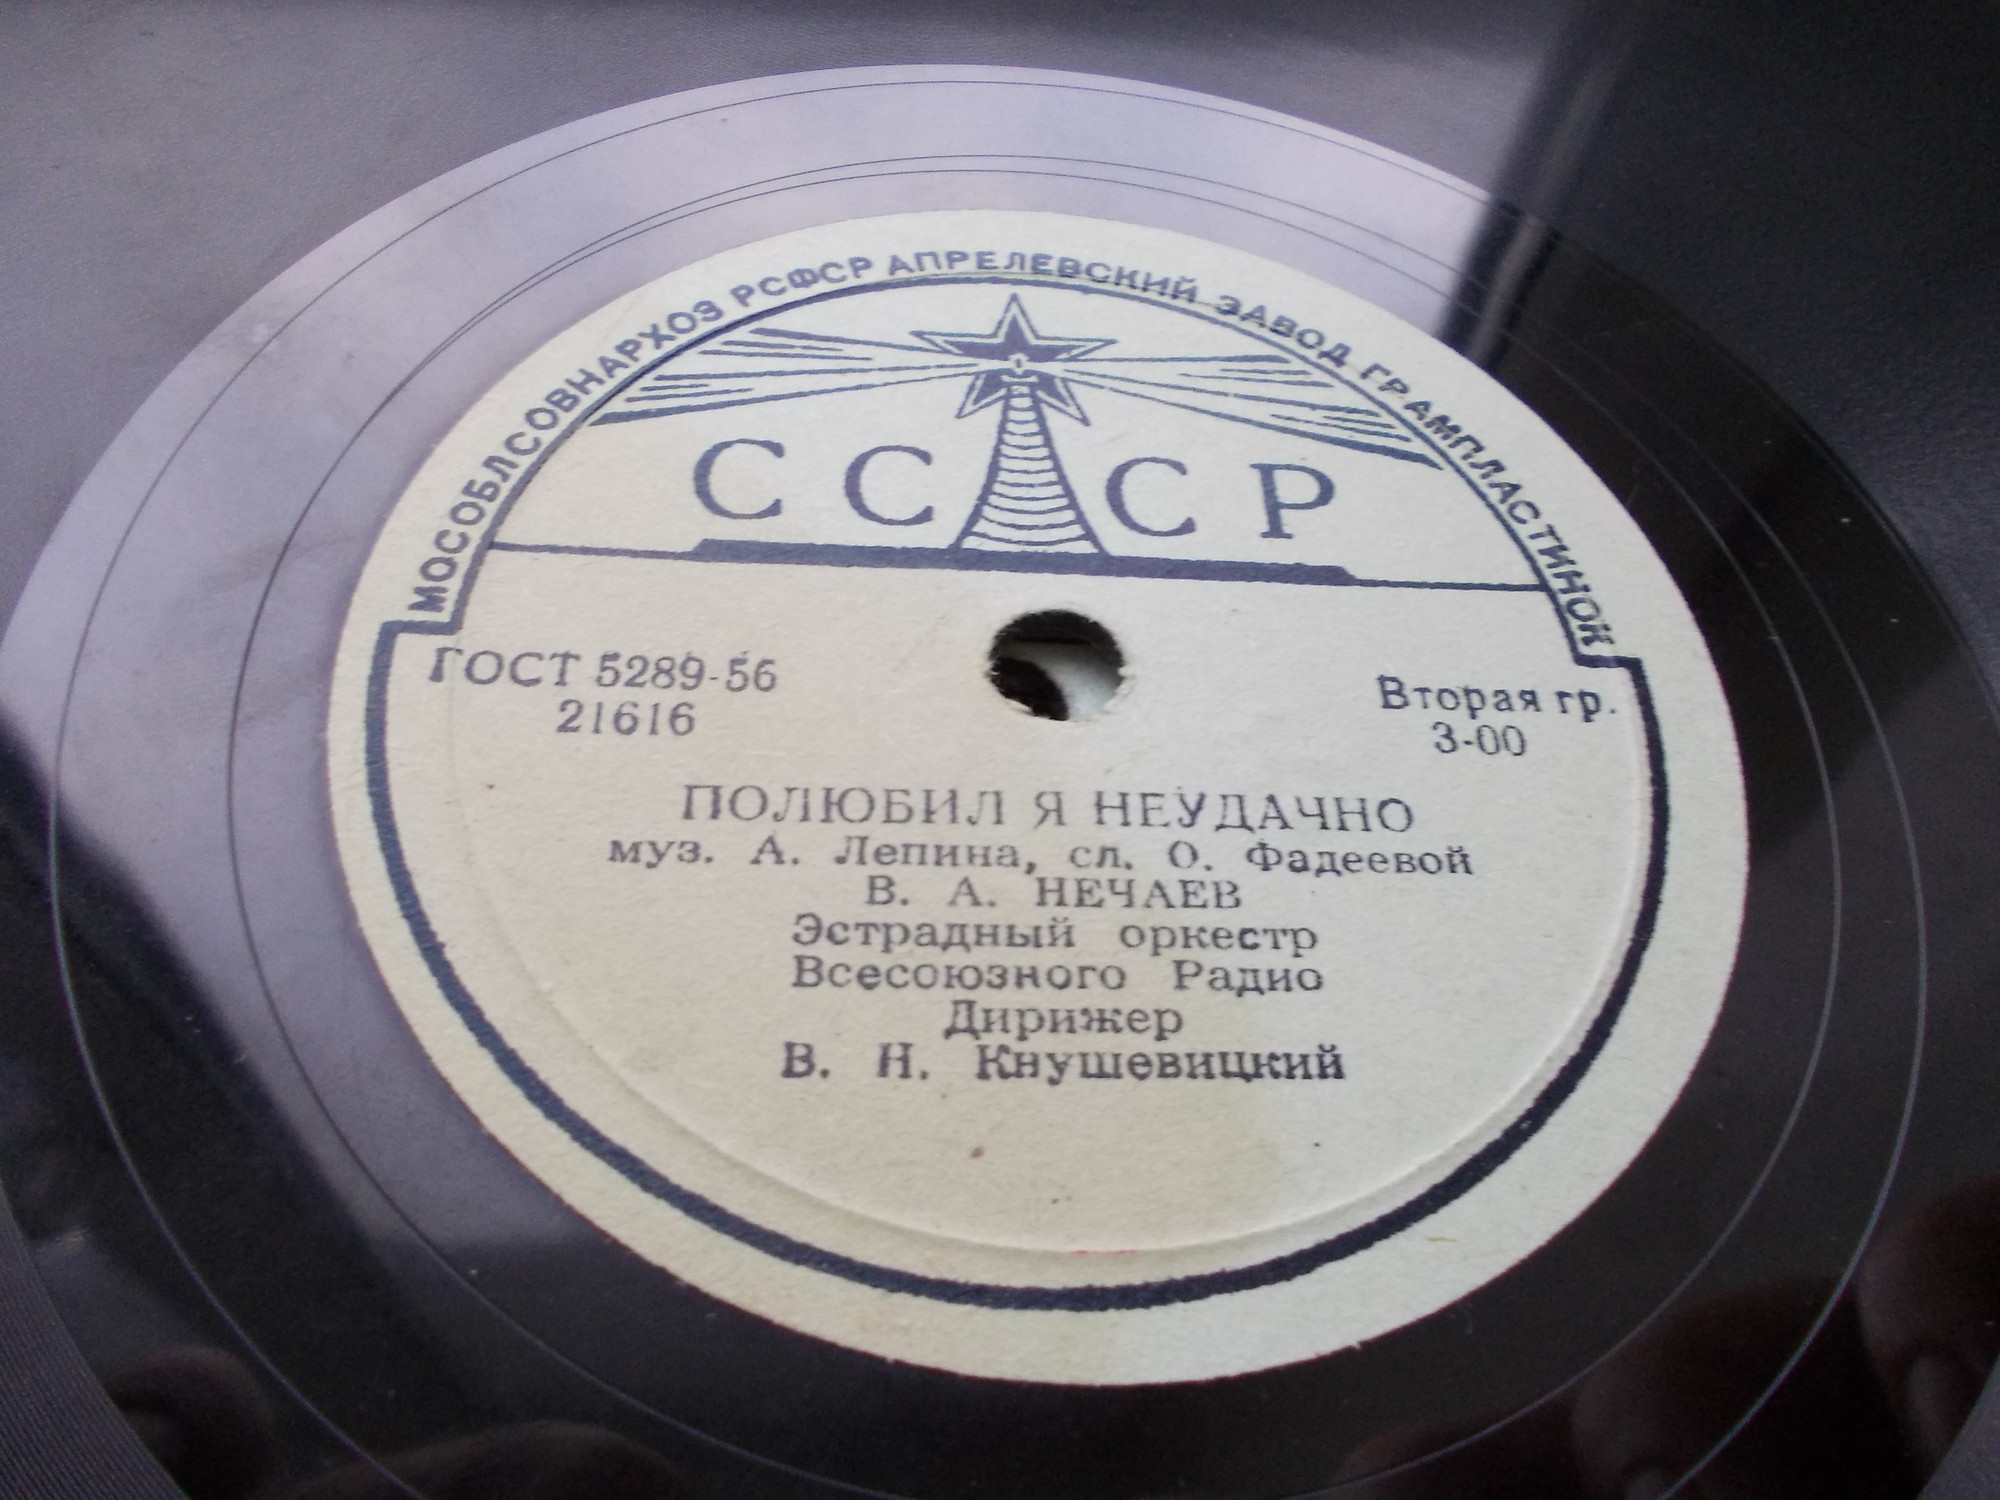 МОСОБЛСОВНАРХОЗ РСФСР АПРЕЛЕВСКИЙ ЗАВОД ГРАМПЛАСТИНОК
СССР
ГОСТ 5289-56
21616
Вторая гр.
3-00
ПОЛЮБИЛ Я НЕУДАЧНО
муз. А. Лепина, сл. О. Фадеевой
В. А. НЕЧАЕВ
Эстрадный оркестр
Всесоюзного Радио
Дирижер
В. Н. Кнушевицкий